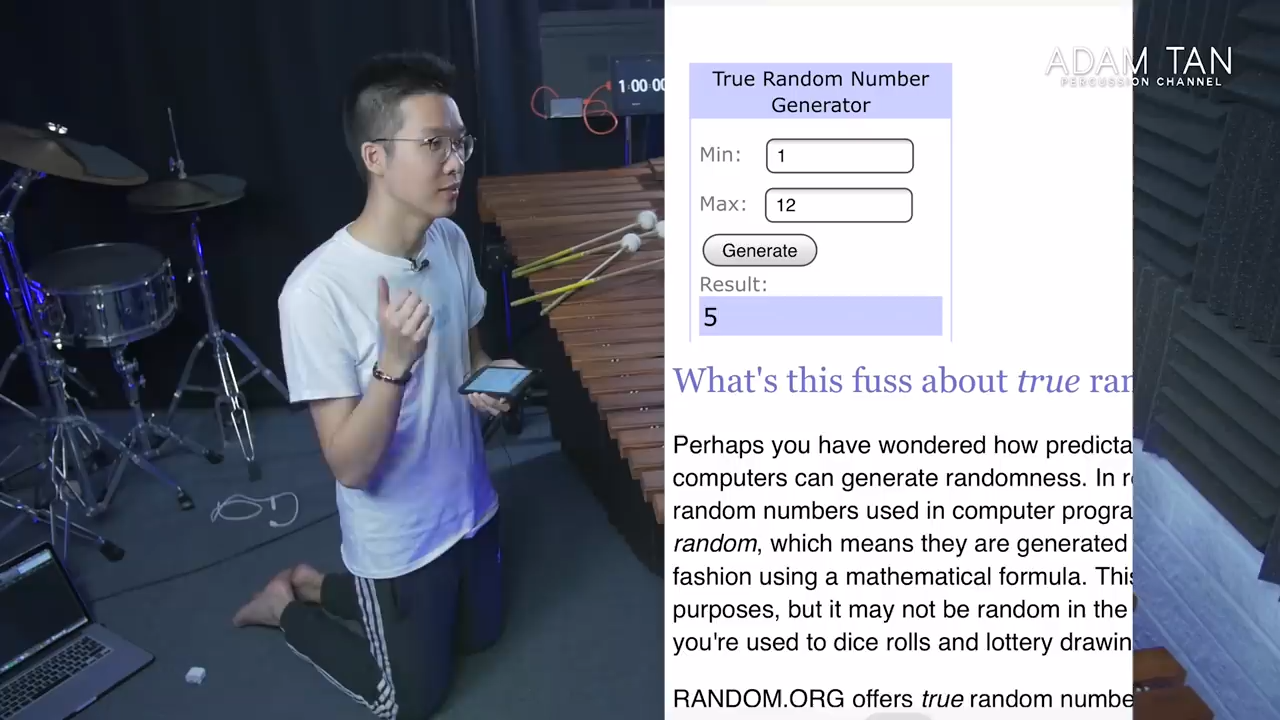 ADAM TAN
PERCUSSION CHANNEL
1:00:00
True Random Number
Generator
Min: 1
Max: 12
Generate
Result:
5
What's this fuss about true ran
Perhaps you have wondered how predicta
computers can generate randomness. In re
random numbers used in computer progra
random, which means they are generated
fashion using a mathematical formula. This
purposes, but it may not be random in the
you're used to dice rolls and lottery drawin
RANDOM.ORG offers true random numbe